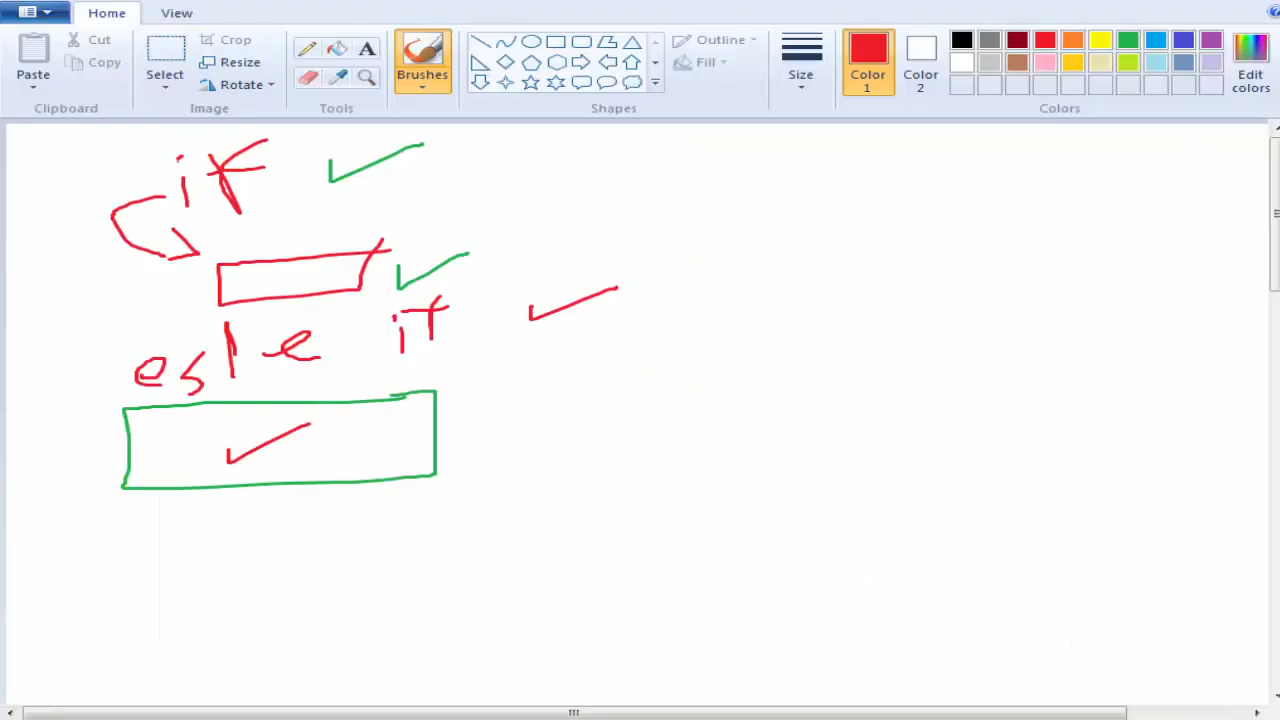 Home View
Paste
Cut
Copy
Clipboard
Select
Crop
Resize
Rotate
Image
A
Tools
Brushes
Shapes
Outline
Fill
Size
Color 1
Color 2
Edit colors
Colors
if
esle if